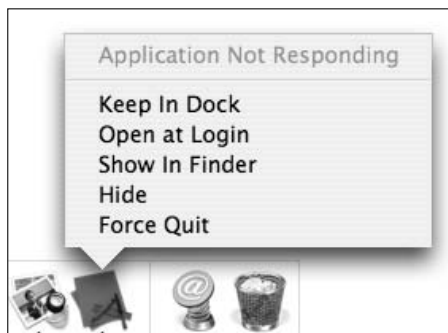 Application Not Responding
Keep In Dock
Open at Login
Show In Finder
Hide
Force Quit
@